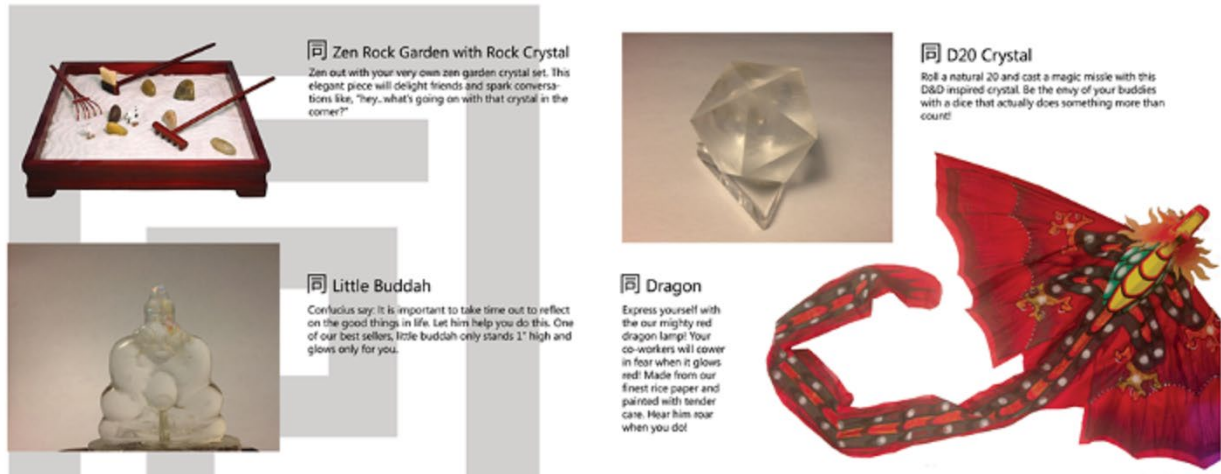 同 Zen Rock Garden with Rock Crystal
Zen out with your very own zen garden crystal set. This
elegant piece will delight friends and spark conversa-
tions like, "hey..what's going on with that crystal in the
corner?"
同 Little Buddah
Confucius say: It is important to take time out to reflect
on the good things in life. Let him help you do this. One
of our best sellers, little buddah only stands 1" high and
glows only for you.
同 D20 Crystal
Roll a natural 20 and cast a magic missle with this
D&D inspired crystal. Be the envy of your buddies
with a dice that actually does something more than
count!
同 Dragon
Express yourself with
the our mighty red
dragon lamp! Your
co-workers will cower
in fear when it glows
red! Made from our
finest rice paper and
painted with tender
care. Hear him roar
when you do!